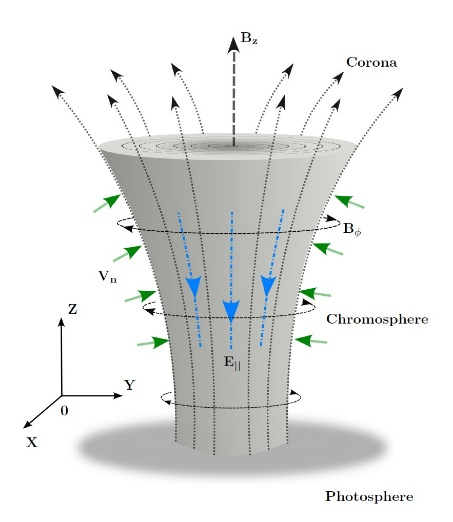 B_z
Corona
B_ϕ
V_n
Z
Chromosphere
E_||
Y
0
X
Photosphere